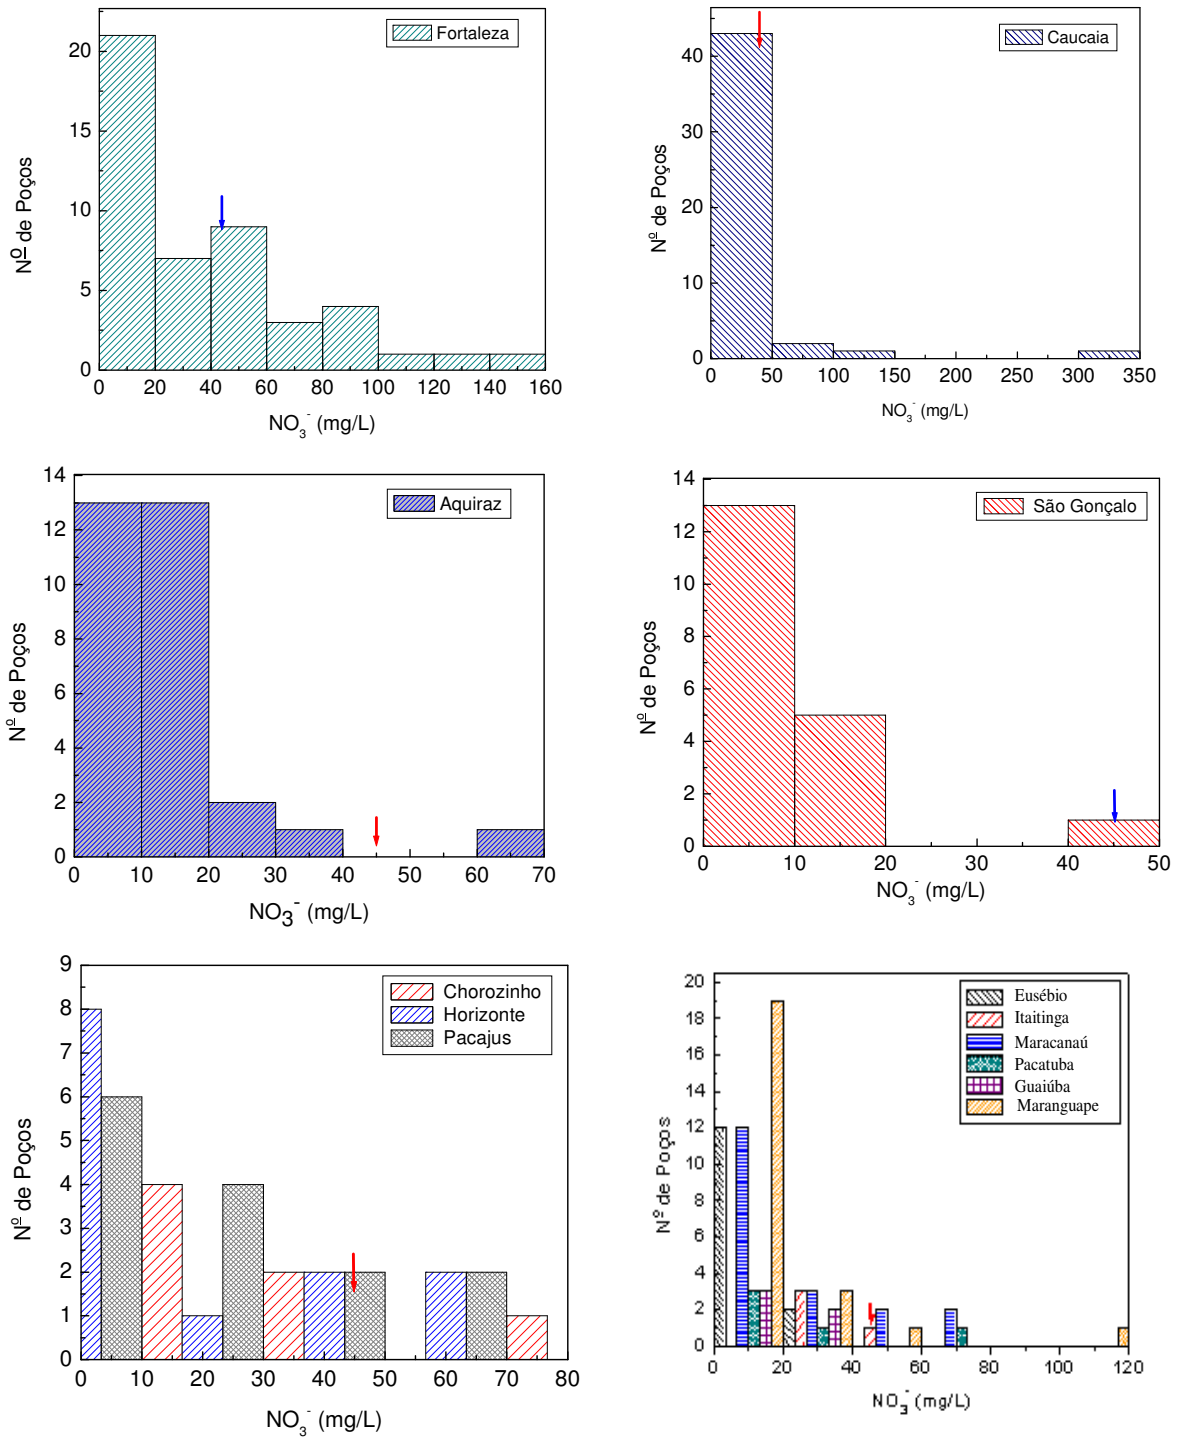 Fortaleza
20
15
10
5
0
Nº de Poços
0 20 40 60 80 100 120 140 160
NO3- (mg/L)
Caucaia
40
30
20
10
0
Nº de Poços
0 50 100 150 200 250 300 350
NO3- (mg/L)
Aquiraz
14
12
10
8
6
4
2
0
Nº de Poços
0 10 20 30 40 50 60 70
NO3- (mg/L)
São Gonçalo
14
12
10
8
6
4
2
0
Nº de Poços
0 10 20 30 40 50
NO3- (mg/L)
Chorozinho
Horizonte
Pacajus
9
8
7
6
5
4
3
2
1
0
Nº de Poços
0 10 20 30 40 50 60 70 80
NO3- (mg/L)
Eusébio
Itaitinga
Maracanaú
Pacatuba
Guaiúba
Maranguape
20
18
16
14
12
10
8
6
4
2
0
Nº de Poços
0 20 40 60 80 100 120
NO3- (mg/L)